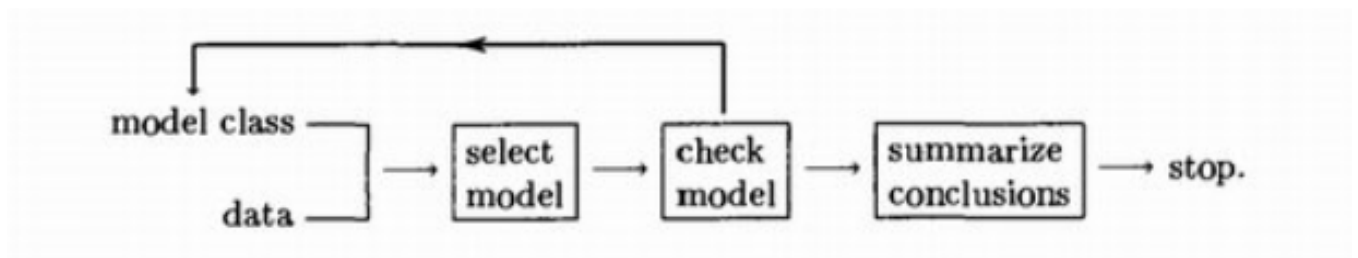 model class
data
select
model
check
model
summarize
conclusions
stop.